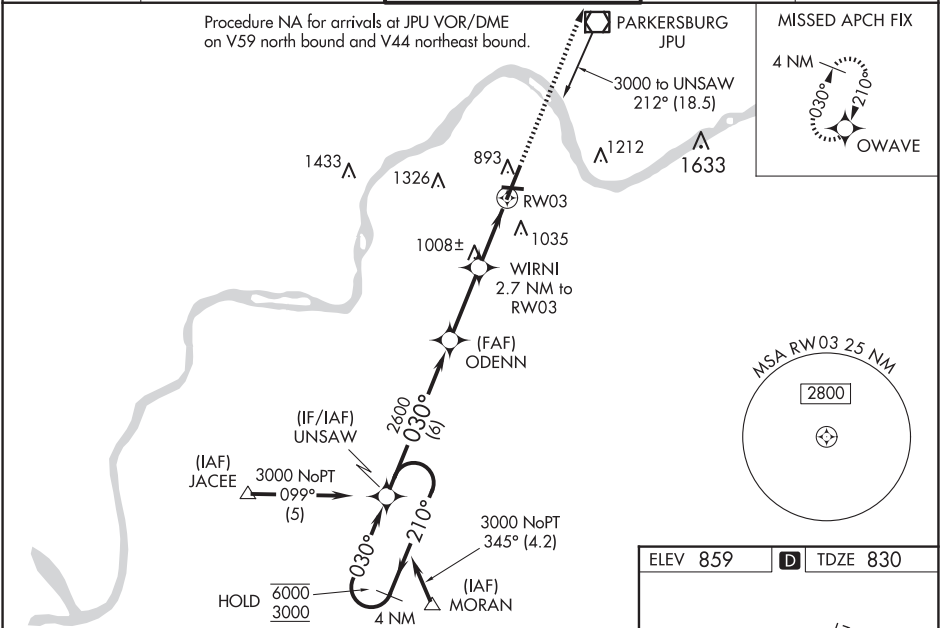 Procedure NA for arrivals at JPU VOR/DME
on V59 north bound and V44 northeast bound.
PARKERSBURG
JPU
3000 to UNSAW
212° (18.5)
MISSED APCH FIX
4 NM
030°
210°
OWAVE
1433
1326
893
1212
1633
RW03
1035
1008±
WIRNI
2.7 NM to
RW03
(FAF)
ODENN
MSA RW03 25 NM
2800
2600
030°
(6)
(IF/IAF)
UNSAW
(IAF)
JACEE
3000 NoPT
099°
(5)
030°
210°
3000 NoPT
345° (4.2)
(IAF)
MORAN
HOLD
6000
3000
4 NM
ELEV 859
D
TDZE 830